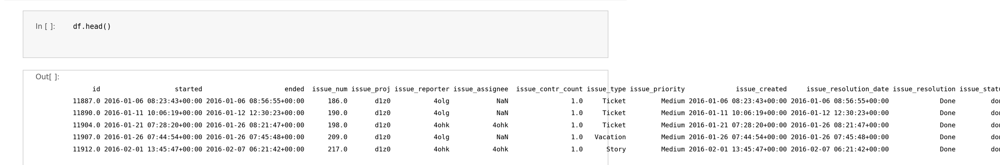 In [ ]: df.head()
Out[ ]:
id started ended issue_num issue_proj issue_reporter issue_assignee issue_contr_count issue_type issue_priority issue_created issue_resolution_date issue_resolution
11887.0 2016-01-06 08:23:43+00:00 2016-01-06 08:56:55+00:00 186.0 d1z0 4olg NaN 1.0 Ticket Medium 2016-01-06 08:23:43+00:00 2016-01-06 08:56:55+00:00 Done
11890.0 2016-01-11 10:06:19+00:00 2016-01-12 12:30:23+00:00 190.0 d1z0 4olg NaN 1.0 Ticket Medium 2016-01-11 10:06:19+00:00 2016-01-12 12:30:23+00:00 Done
11904.0 2016-01-21 07:28:20+00:00 2016-01-26 08:21:47+00:00 198.0 d1z0 4ohk 4ohk 1.0 Ticket Medium 2016-01-21 07:28:20+00:00 2016-01-26 08:21:47+00:00 Done
11907.0 2016-01-26 07:44:54+00:00 2016-01-26 07:45:48+00:00 209.0 d1z0 4olg NaN 1.0 Vacation Medium 2016-01-26 07:44:54+00:00 2016-01-26 07:45:48+00:00 Done
11912.0 2016-02-01 13:45:47+00:00 2016-02-07 06:21:42+00:00 217.0 d1z0 4ohk 4ohk 1.0 Story Medium 2016-02-01 13:45:47+00:00 2016-02-07 06:21:42+00:00 Done